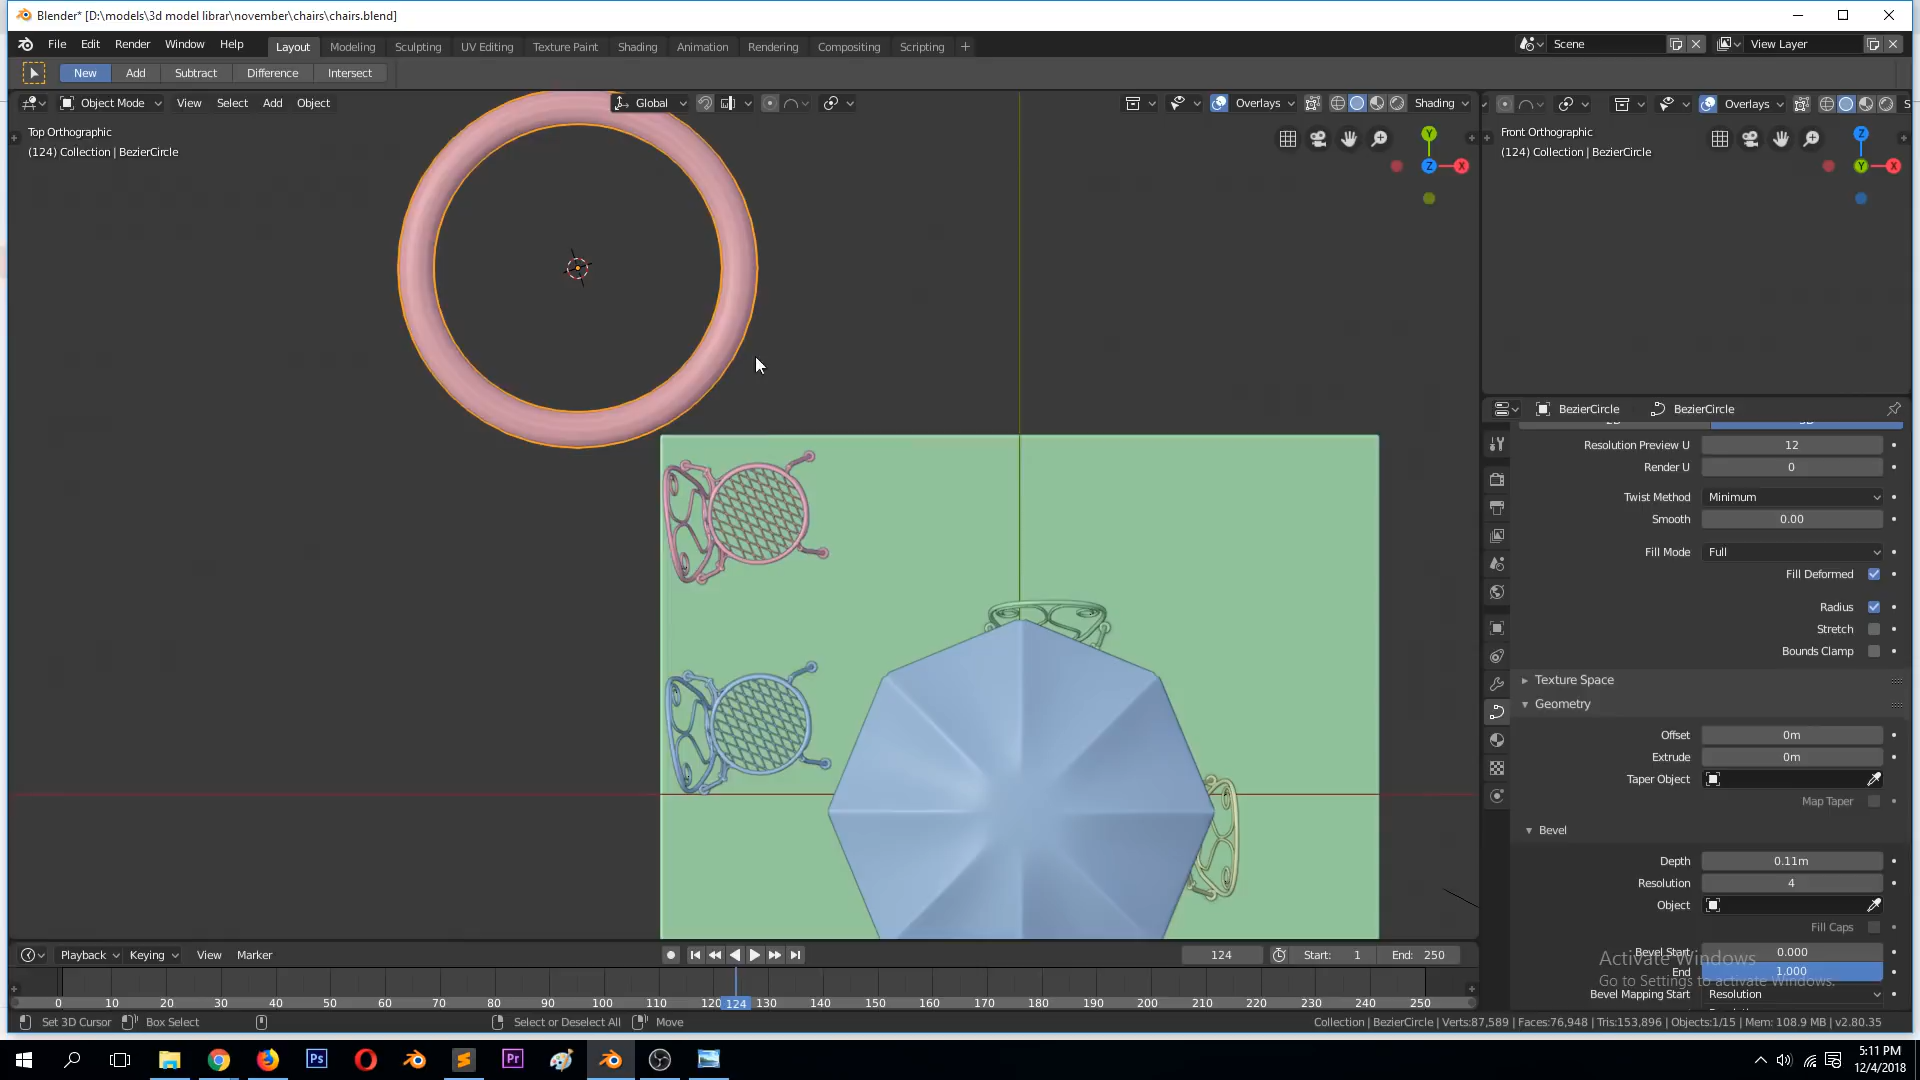 Blender* [D:\models\3d model librar\november\chairs\chairs.blend]
File Edit Render Window Help Layout Modeling Sculpting UV Editing Texture Paint Shading Animation Rendering Compositing Scripting + Scene View Layer
New Add Subtract Difference Intersect
Object Mode View Select Add Object Global Overlays Shading Overlays S
Top Orthographic
(124) Collection | BezierCircle
Y
Z X
Front Orthographic
(124) Collection | BezierCircle
Z
Y X
BezierCircle BezierCircle
Resolution Preview U 12
Render U 0
Twist Method Minimum
Smooth 0.00
Fill Mode Full
Fill Deformed
Radius
Stretch
Bounds Clamp
Texture Space
Geometry
Offset 0m
Extrude 0m
Taper Object
Map Taper
Bevel
Depth 0.11m
Resolution 4
Object
Fill Caps
Bevel Start 0.000
End 1.000
Bevel Mapping Start Resolution
Activate Windows
Go to Settings to activate Windows.
Playback Keying View Marker 124 Start: 1 End: 250
0 10 20 30 40 50 60 70 80 90 100 110 120 124 130 140 150 160 170 180 190 200 210 220 230 240 250
Set 3D Cursor Box Select Select or Deselect All Move Collection | BezierCircle | Verts:87,589 | Faces:76,948 | Tris:153,896 | Objects:1/15 | Mem: 108.9 MB | v2.80.35
Ps Pr
5:11 PM
12/4/2018